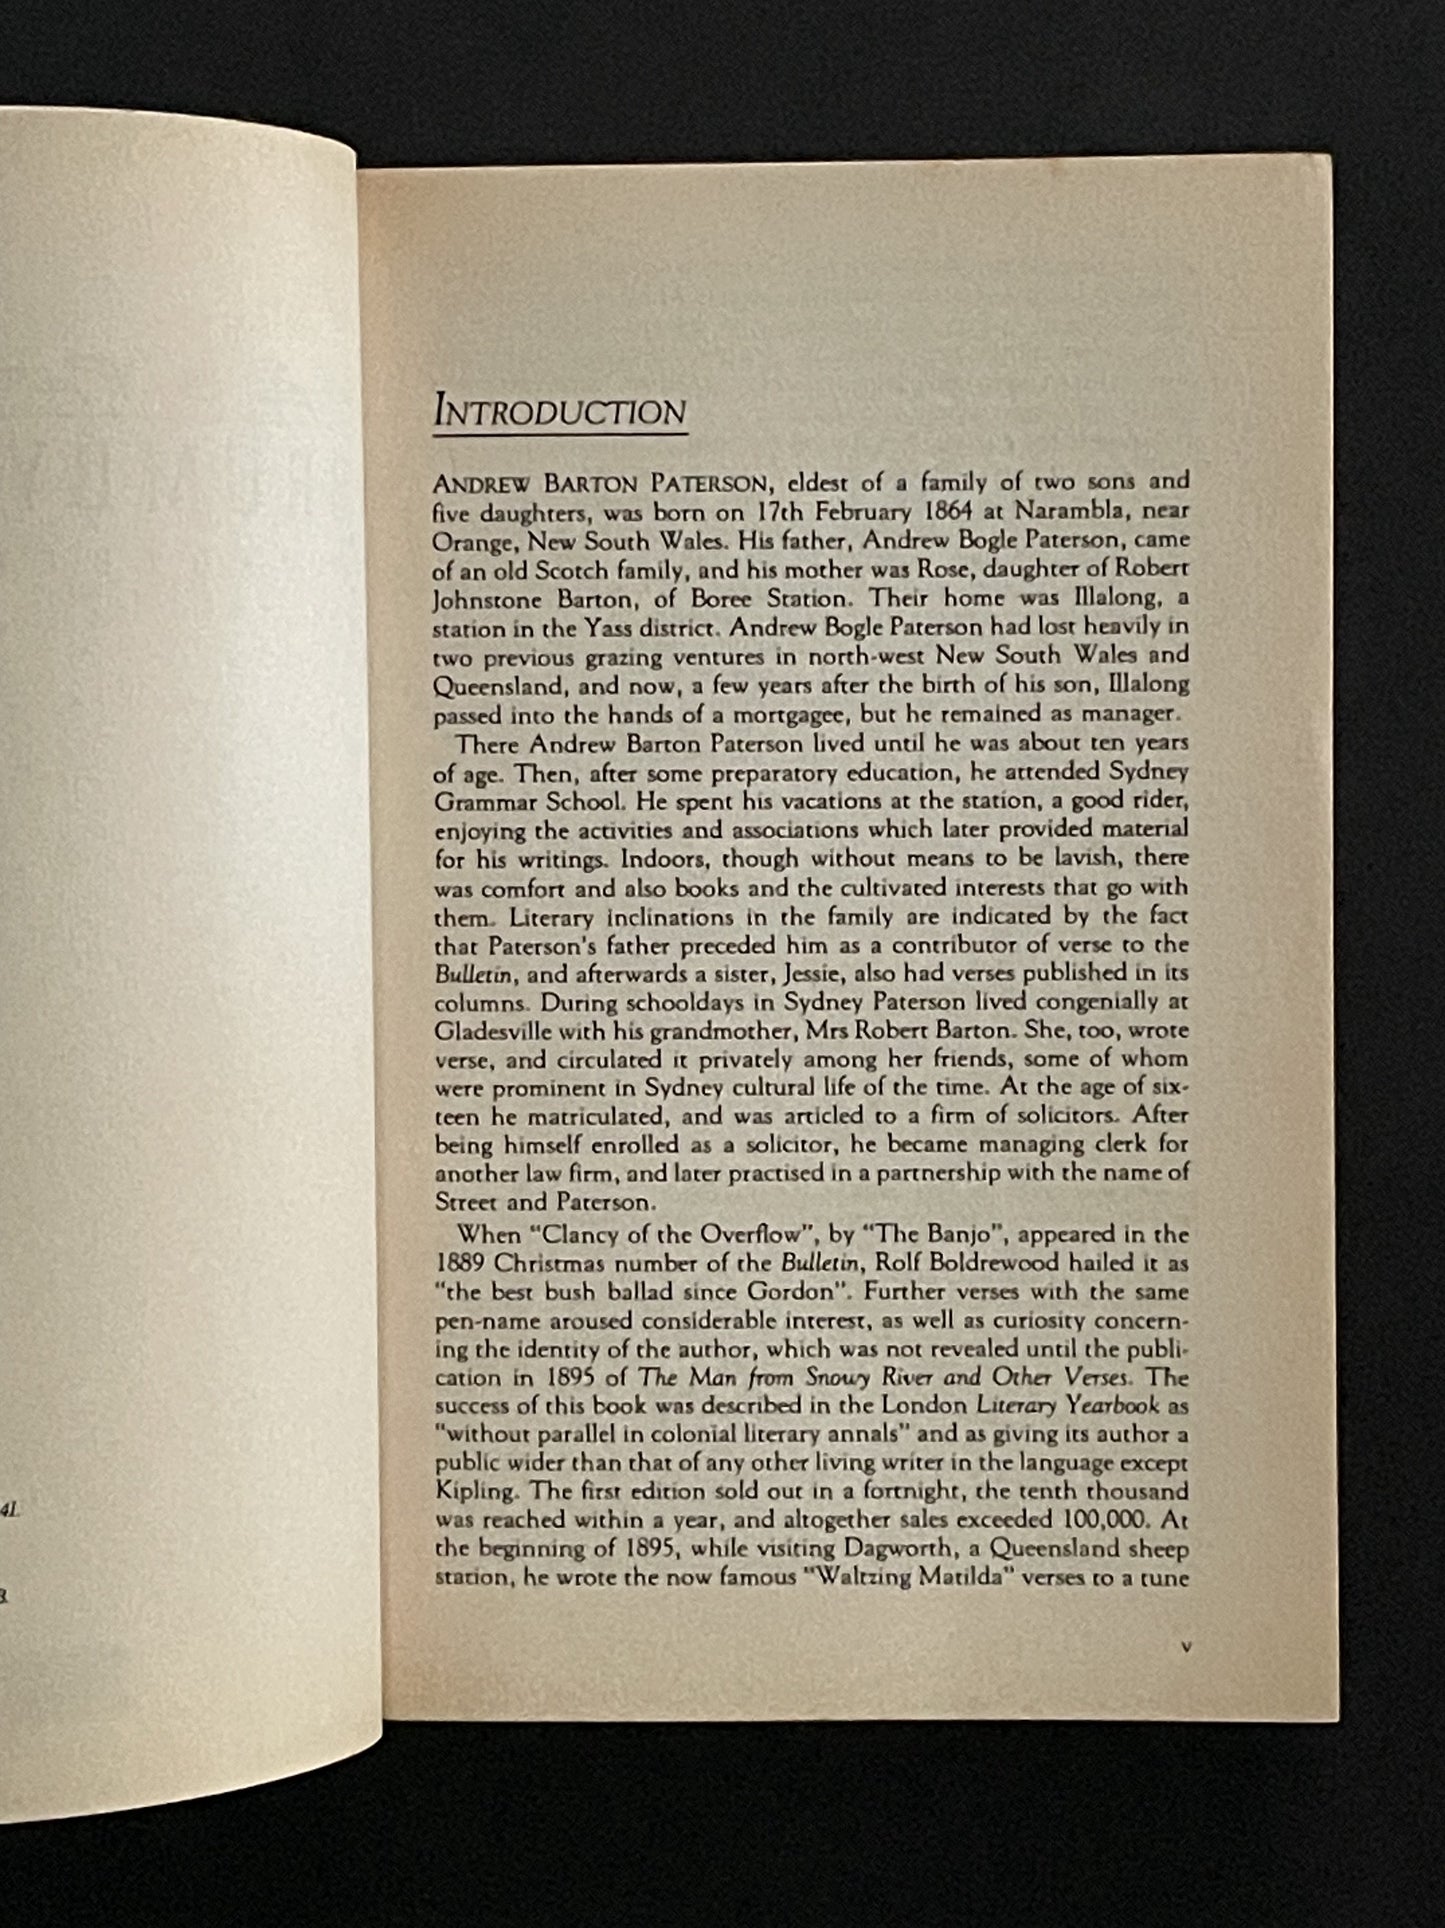 41.
3.
INTRODUCTION
ANDREW BARTON PATERSON, eldest of a family of two sons and
five daughters, was born on 17th February 1864 at Narambla, near
Orange, New South Wales. His father, Andrew Bogle Paterson, came
of an old Scotch family, and his mother was Rose, daughter of Robert
Johnstone Barton, of Boree Station. Their home was Illalong, a
station in the Yass district. Andrew Bogle Paterson had lost heavily in
two previous grazing ventures in north-west New South Wales and
Queensland, and now, a few years after the birth of his son, Illalong
passed into the hands of a mortgagee, but he remained as manager.
There Andrew Barton Paterson lived until he was about ten years
of age. Then, after some preparatory education, he attended Sydney
Grammar School. He spent his vacations at the station, a good rider,
enjoying the activities and associations which later provided material
for his writings. Indoors, though without means to be lavish, there
was comfort and also books and the cultivated interests that go with
them. Literary inclinations in the family are indicated by the fact
that Paterson's father preceded him as a contributor of verse to the
Bulletin, and afterwards a sister, Jessie, also had verses published in its
columns. During schooldays in Sydney Paterson lived congenially at
Gladesville with his grandmother, Mrs Robert Barton. She, too, wrote
verse, and circulated it privately among her friends, some of whom
were prominent in Sydney cultural life of the time. At the age of six-
teen he matriculated, and was articled to a firm of solicitors. After
being himself enrolled as a solicitor, he became managing clerk for
another law firm, and later practised in a partnership with the name of
Street and Paterson.
When "Clancy of the Overflow", by "The Banjo", appeared in the
1889 Christmas number of the Bulletin, Rolf Boldrewood hailed it as
"the best bush ballad since Gordon". Further verses with the same
pen-name aroused considerable interest, as well as curiosity concern-
ing the identity of the author, which was not revealed until the publi-
cation in 1895 of The Man from Snowy River and Other Verses. The
success of this book was described in the London Literary Yearbook as
"without parallel in colonial literary annals" and as giving its author a
public wider than that of any other living writer in the language except
Kipling. The first edition sold out in a fortnight, the tenth thousand
was reached within a year, and altogether sales exceeded 100,000. At
the beginning of 1895, while visiting Dagworth, a Queensland sheep
station, he wrote the now famous "Waltzing Matilda" verses to a tune
v